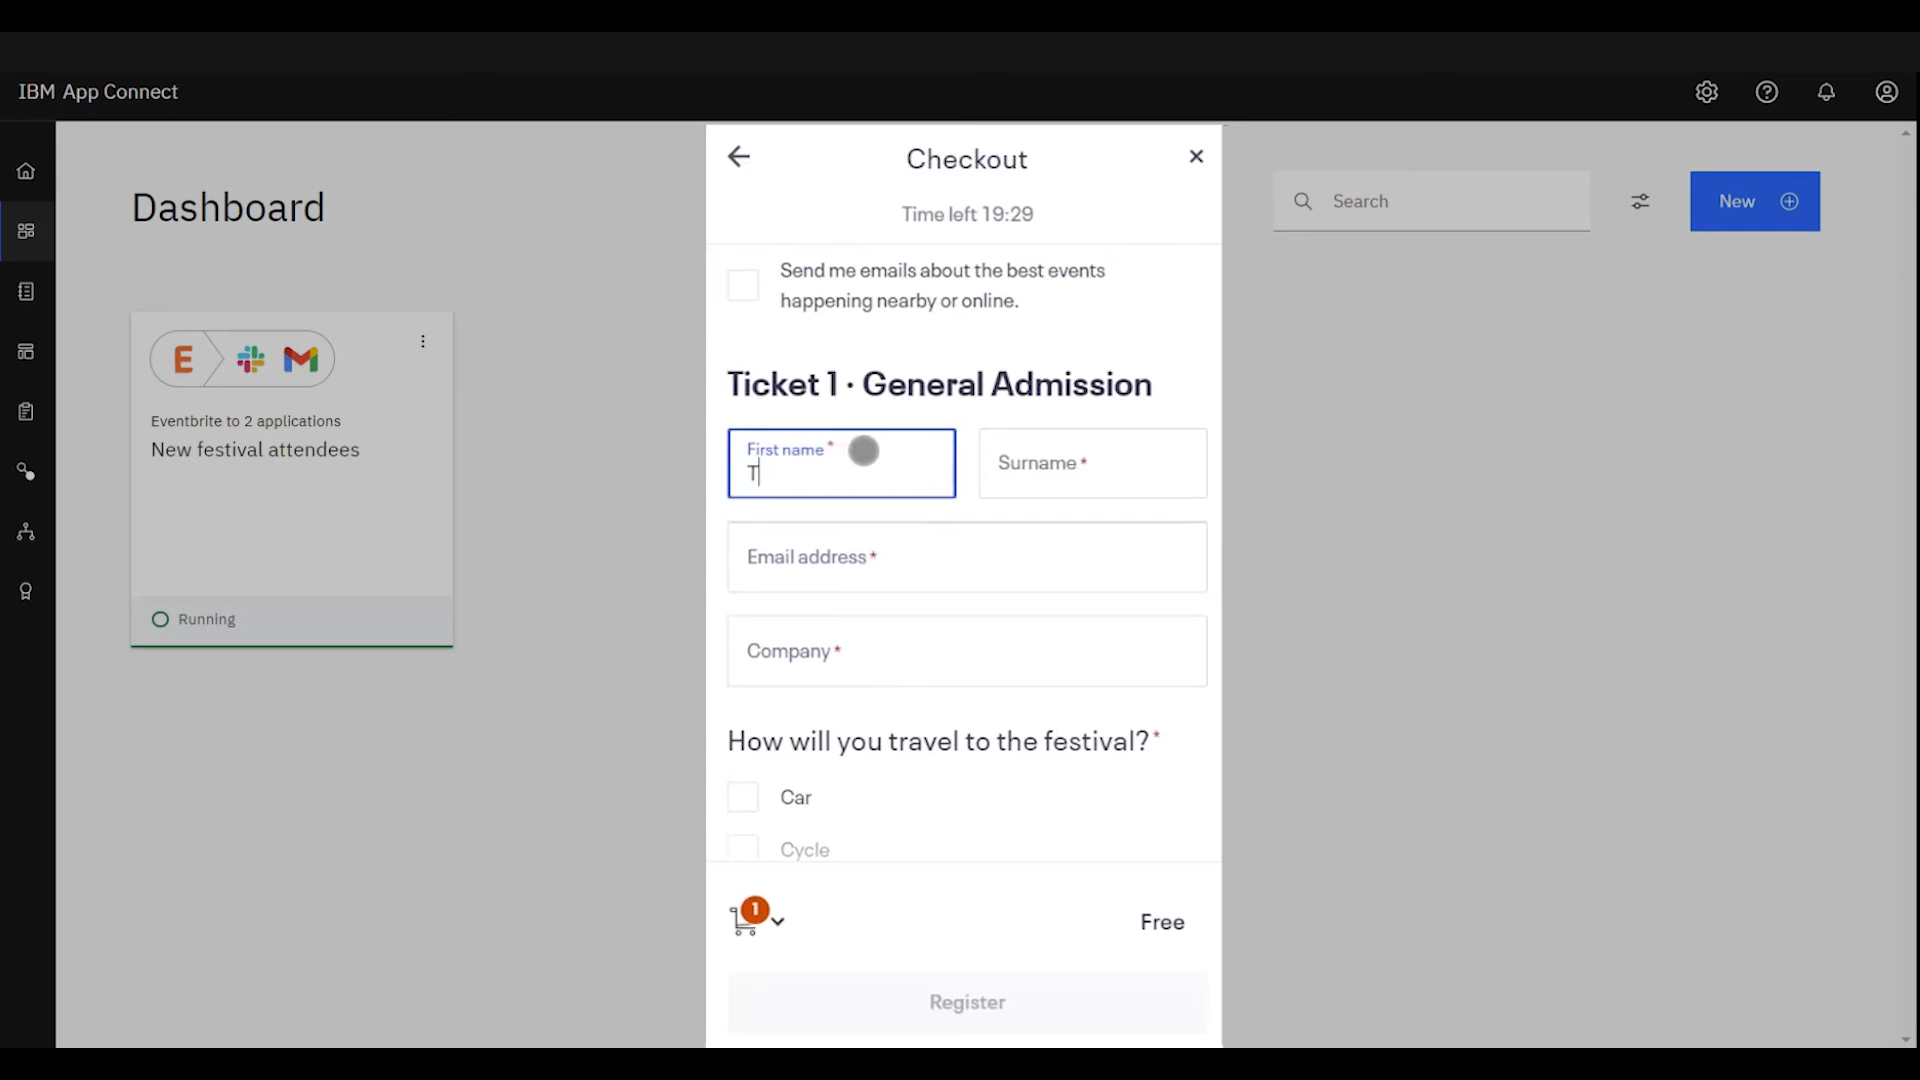 IBM App Connect
Dashboard
Search
New
E
Eventbrite to 2 applications
New festival attendees
Running
Checkout
Time left 19:29
Send me emails about the best events
happening nearby or online.
Ticket 1 · General Admission
First name *
T
Surname *
Email address *
Company *
How will you travel to the festival? *
Car
Cycle
1
Free
Register